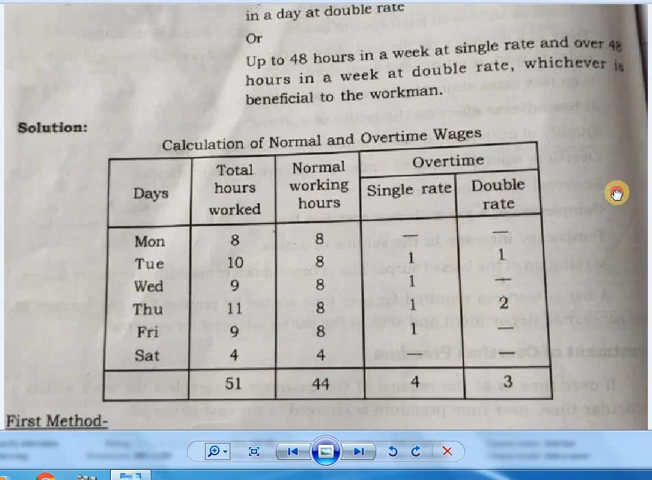 in a day at double rate
Or
Up to 48 hours in a week at single rate and over 48
hours in a week at double rate, whichever is
beneficial to the workman.
Solution:
Calculation of Normal and Overtime Wages
Days Total hours worked Normal working hours Overtime
Single rate Double rate
Mon 8 8 — —
Tue 10 8 1 1
Wed 9 8 1 —
Thu 11 8 1 2
Fri 9 8 1 —
Sat 4 4 — —
51 44 4 3
First Method-